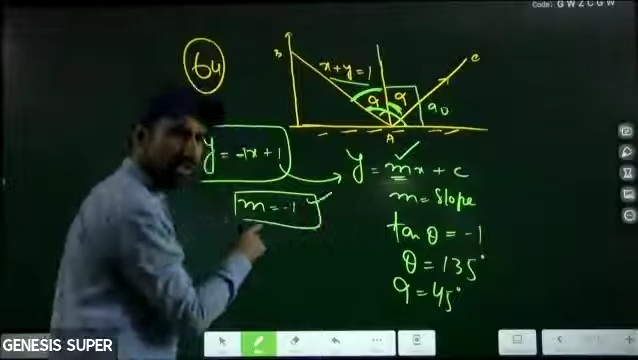 Code: G W Z C G W
64
B
x + y = 1
C
a
a
90
A
y = -1x + 1
y = mx + c
m = -1
m = slope
tan θ = -1
θ = 135°
a = 45°
GENESIS SUPER